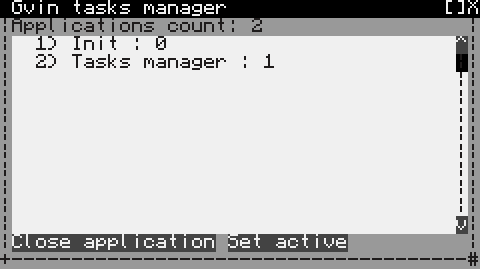 Gvin tasks manager []X
Applications count: 2
1) Init : 0
2) Tasks manager : 1
Close application Set active